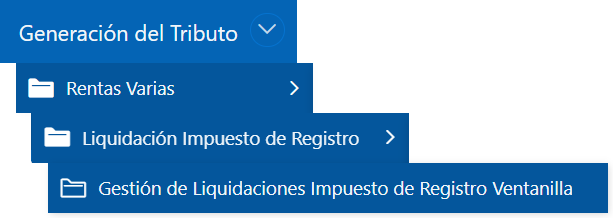 Generación del Tributo
Rentas Varias
Liquidación Impuesto de Registro
Gestión de Liquidaciones Impuesto de Registro Ventanilla